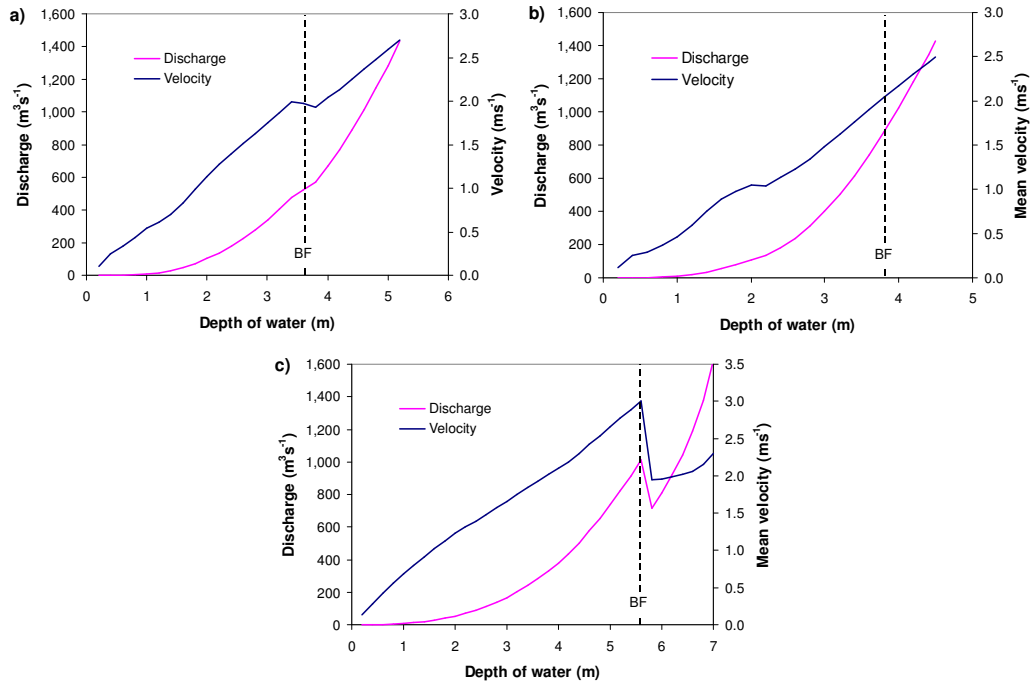 a)
1,600
1,400
1,200
1,000
800
600
400
200
0
Discharge (m³s⁻¹)
Discharge
Velocity
BF
3.0
2.5
2.0
1.5
1.0
0.5
0.0
Velocity (ms⁻¹)
0 1 2 3 4 5 6
Depth of water (m)
b)
1,600
1,400
1,200
1,000
800
600
400
200
0
Discharge (m³s⁻¹)
Discharge
Velocity
BF
3.0
2.5
2.0
1.5
1.0
0.5
0.0
Mean velocity (ms⁻¹)
0 1 2 3 4 5
Depth of water (m)
c)
1,600
1,400
1,200
1,000
800
600
400
200
0
Discharge (m³s⁻¹)
Discharge
Velocity
BF
3.5
3.0
2.5
2.0
1.5
1.0
0.5
0.0
Mean velocity (ms⁻¹)
0 1 2 3 4 5 6 7
Depth of water (m)